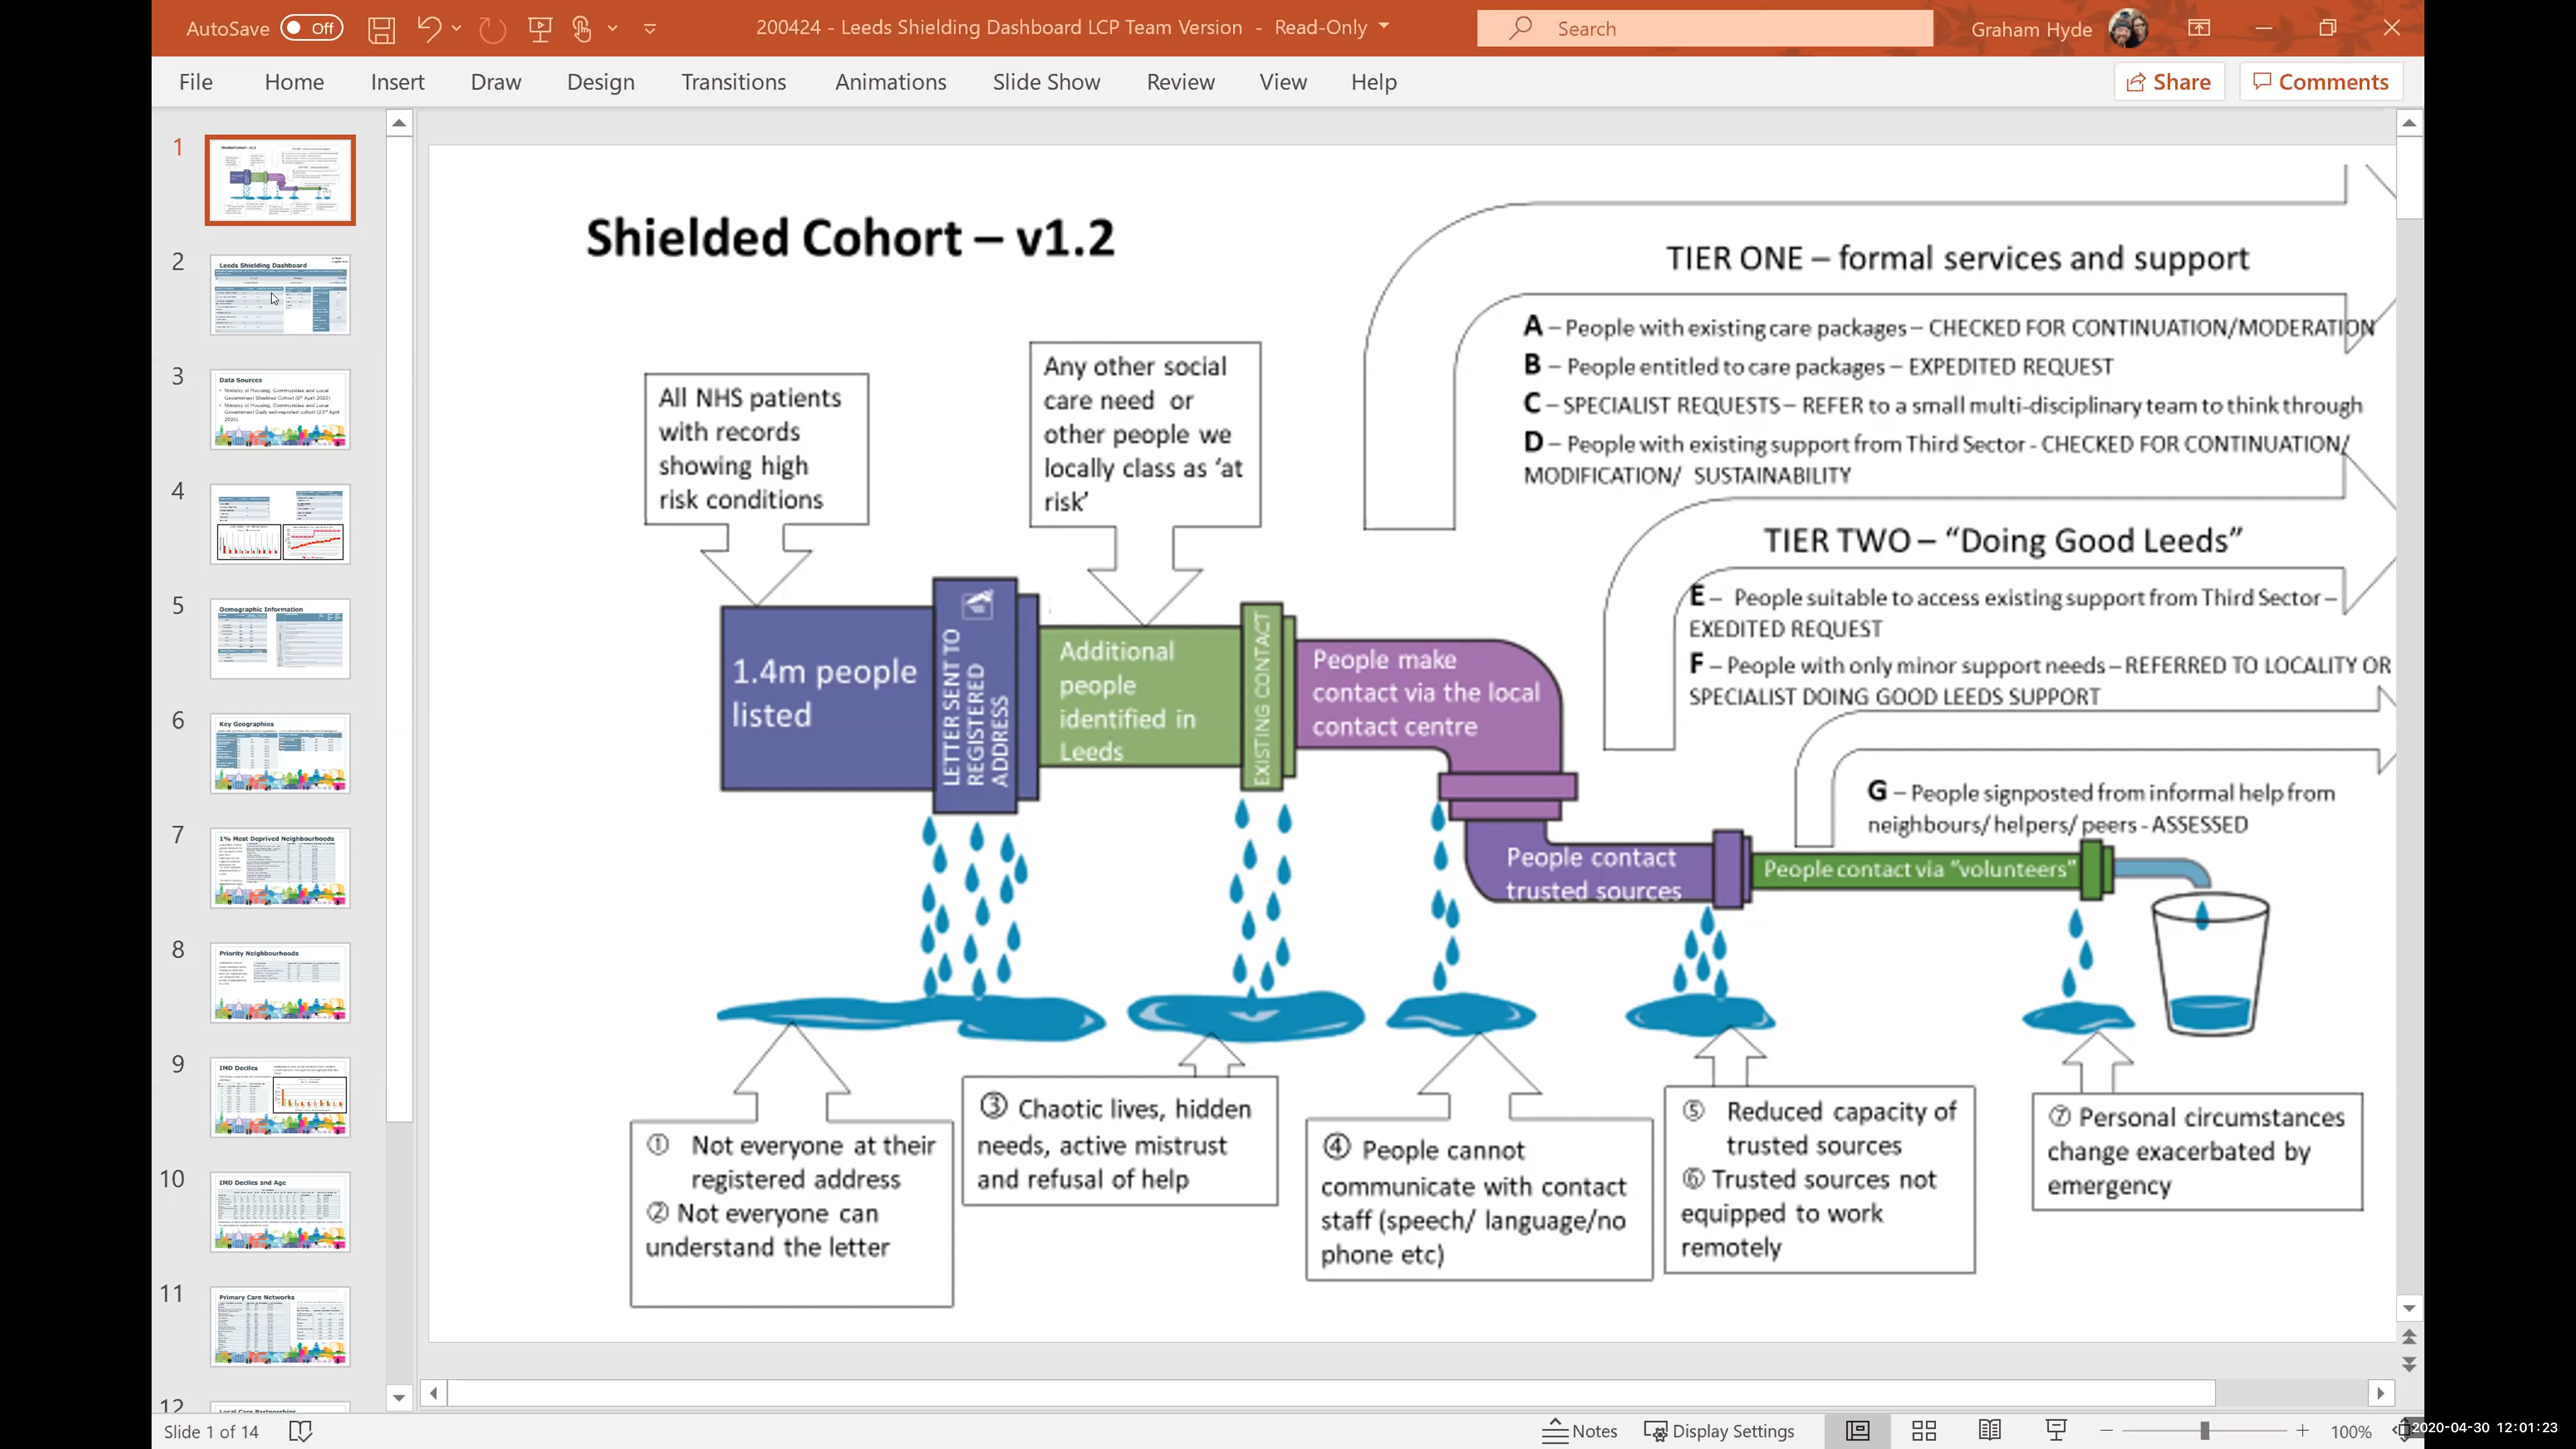 AutoSave Off
200424 - Leeds Shielding Dashboard LCP Team Version - Read-Only
Search
Graham Hyde
File Home Insert Draw Design Transitions Animations Slide Show Review View Help
Share Comments
1
2
Leeds Shielding Dashboard
3
Data Sources
4
5
Demographic Information
6
Key Geographies
7
1% Most Deprived Neighbourhoods
8
Priority Neighbourhoods
9
IMD Deciles
10
IMD Deciles and Age
11
Primary Care Networks
12
Shielded Cohort – v1.2
TIER ONE – formal services and support
A – People with existing care packages – CHECKED FOR CONTINUATION/MODERATION
B – People entitled to care packages – EXPEDITED REQUEST
C – SPECIALIST REQUESTS – REFER to a small multi-disciplinary team to think through
D – People with existing support from Third Sector - CHECKED FOR CONTINUATION/
MODIFICATION/ SUSTAINABILITY
TIER TWO – “Doing Good Leeds”
E – People suitable to access existing support from Third Sector –
EXEDITED REQUEST
F – People with only minor support needs – REFERRED TO LOCALITY OR
SPECIALIST DOING GOOD LEEDS SUPPORT
G – People signposted from informal help from
neighbours/ helpers/ peers - ASSESSED
All NHS patients
with records
showing high
risk conditions
Any other social
care need or
other people we
locally class as ‘at
risk’
1.4m people
listed
LETTER SENT TO
REGISTERED
ADDRESS
Additional
people
identified in
Leeds
EXISTING CONTACT
People make
contact via the local
contact centre
People contact
trusted sources
People contact via “volunteers”
① Not everyone at their
registered address
② Not everyone can
understand the letter
③ Chaotic lives, hidden
needs, active mistrust
and refusal of help
④ People cannot
communicate with contact
staff (speech/ language/no
phone etc)
⑤ Reduced capacity of
trusted sources
⑥ Trusted sources not
equipped to work
remotely
⑦ Personal circumstances
change exacerbated by
emergency
Slide 1 of 14
Notes Display Settings
100%
2020-04-30 12:01:23